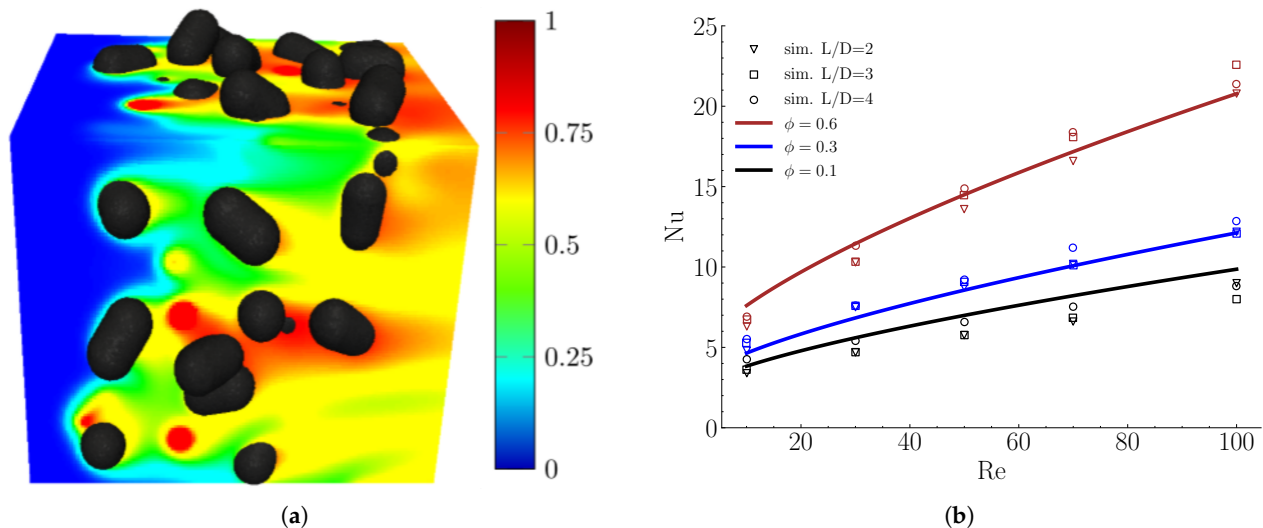 1
0.75
0.5
0.25
0
(a)
25
20
15
10
5
0
Nu
sim. L/D=2
sim. L/D=3
sim. L/D=4
ϕ = 0.6
ϕ = 0.3
ϕ = 0.1
20 40 60 80 100
Re
(b)